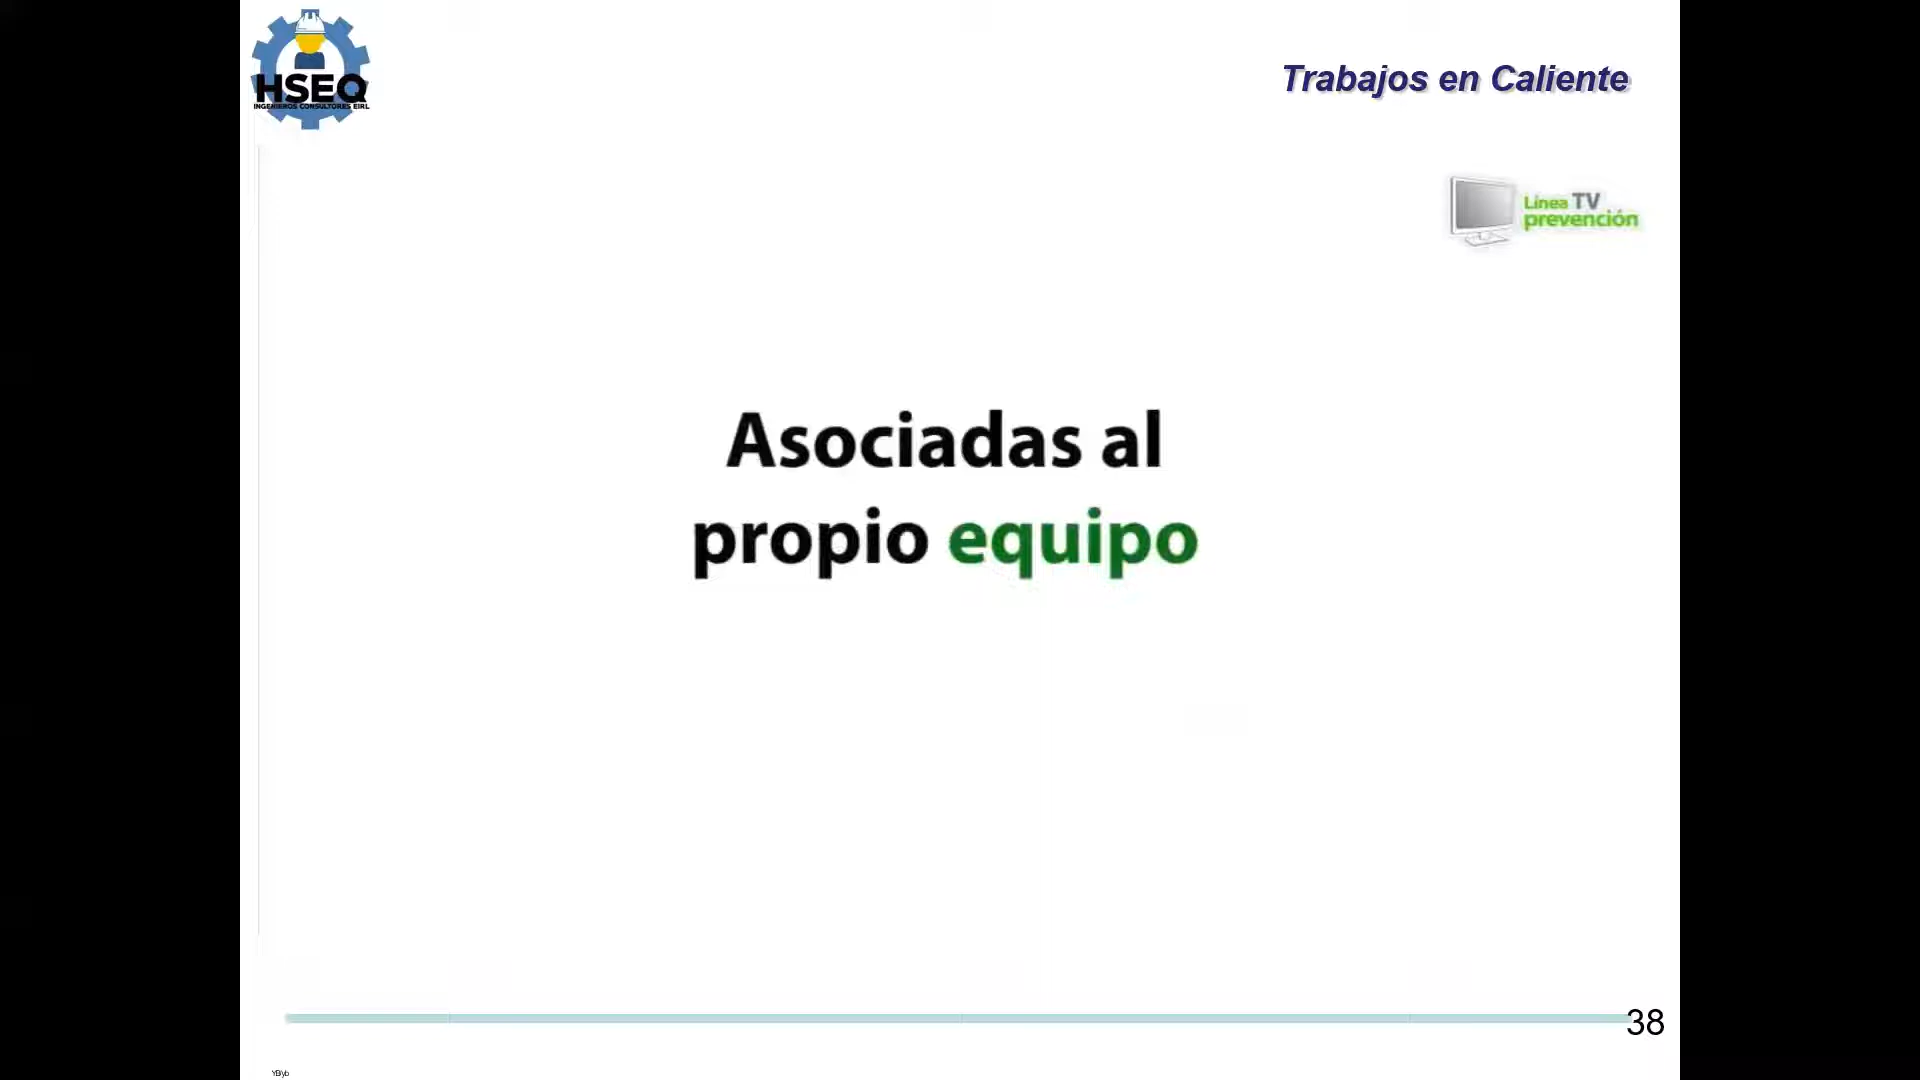 HSEQ
INGENIEROS CONSULTORES EIRL
Trabajos en Caliente
Línea TV
prevención
Asociadas al
propio equipo
38